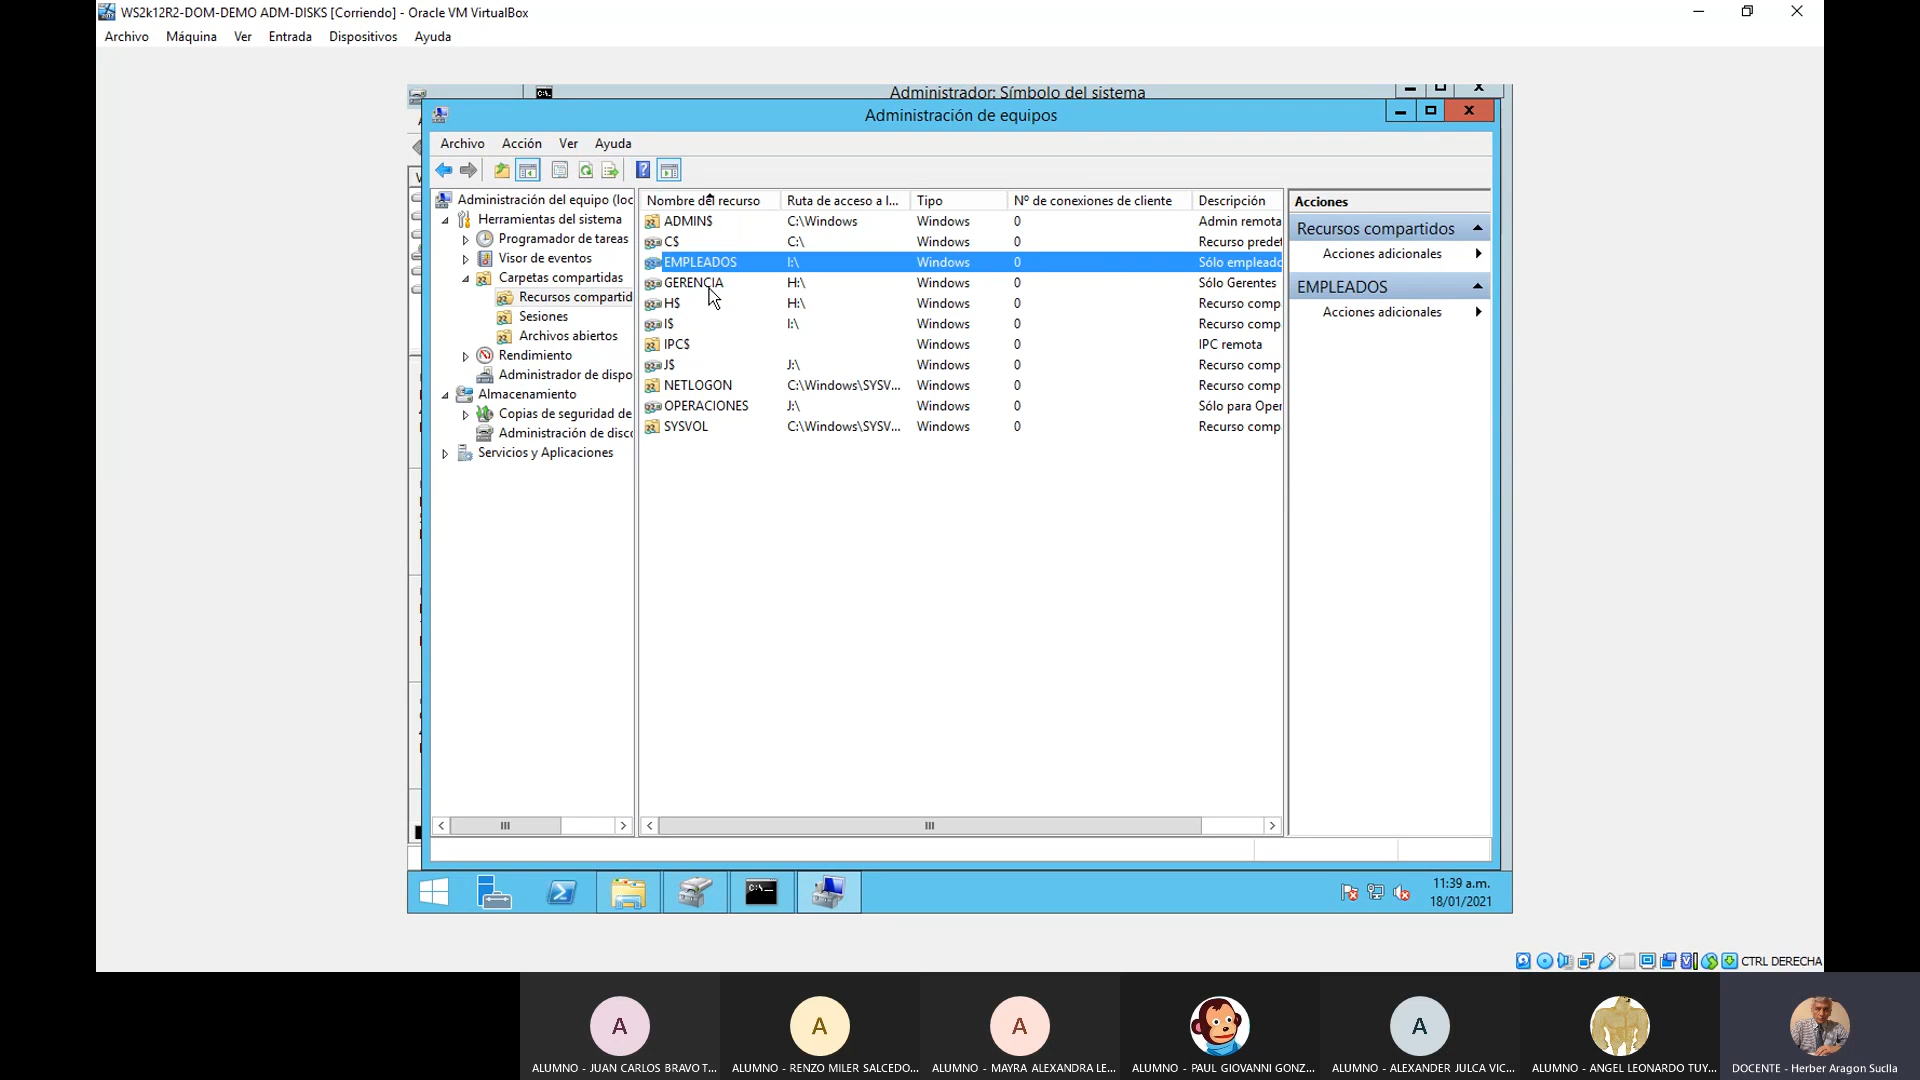 WS2k12R2-DOM-DEMO ADM-DISKS [Corriendo] - Oracle VM VirtualBox
Archivo Máquina Ver Entrada Dispositivos Ayuda
Administrador: Símbolo del sistema
Administración de equipos
Archivo Acción Ver Ayuda
Administración del equipo (loc
Herramientas del sistema
Programador de tareas
Visor de eventos
Carpetas compartidas
Recursos compartid
Sesiones
Archivos abiertos
Rendimiento
Administrador de dispo
Almacenamiento
Copias de seguridad de
Administración de disco
Servicios y Aplicaciones
Nombre del recurso Ruta de acceso a l... Tipo Nº de conexiones de cliente Descripción
ADMIN$ C:\Windows Windows 0 Admin remota
C$ C:\ Windows 0 Recurso predet
EMPLEADOS I:\ Windows 0 Sólo empleado
GERENCIA H:\ Windows 0 Sólo Gerentes
H$ H:\ Windows 0 Recurso comp
I$ I:\ Windows 0 Recurso comp
IPC$ Windows 0 IPC remota
J$ J:\ Windows 0 Recurso comp
NETLOGON C:\Windows\SYSV... Windows 0 Recurso comp
OPERACIONES J:\ Windows 0 Sólo para Oper
SYSVOL C:\Windows\SYSV... Windows 0 Recurso comp
Acciones
Recursos compartidos
Acciones adicionales
EMPLEADOS
Acciones adicionales
11:39 a.m.
18/01/2021
CTRL DERECHA
A A A A
ALUMNO - JUAN CARLOS BRAVO T... ALUMNO - RENZO MILER SALCEDO... ALUMNO - MAYRA ALEXANDRA LE... ALUMNO - PAUL GIOVANNI GONZ... ALUMNO - ALEXANDER JULCA VIC... ALUMNO - ANGEL LEONARDO TUY... DOCENTE - Herber Aragon Suclla